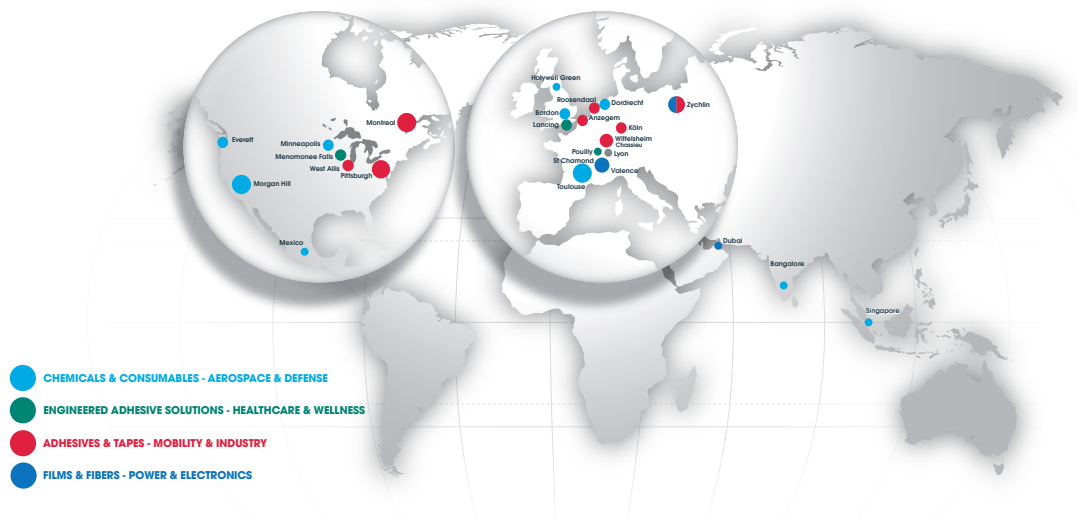 Everett
Morgan Hill
Mexico
Minneapolis
Menomonee Falls
West Allis
Pittsburgh
Montreal
Holywell Green
Roosendaal
Dordrecht
Bordon
Anzegem
Lancing
Zychlin
Köln
Wittelsheim
Chassieu
Pouilly
Lyon
St Chamond
Valence
Toulouse
Dubai
Bangalore
Singapore
CHEMICALS & CONSUMABLES - AEROSPACE & DEFENSE
ENGINEERED ADHESIVE SOLUTIONS - HEALTHCARE & WELLNESS
ADHESIVES & TAPES - MOBILITY & INDUSTRY
FILMS & FIBERS - POWER & ELECTRONICS